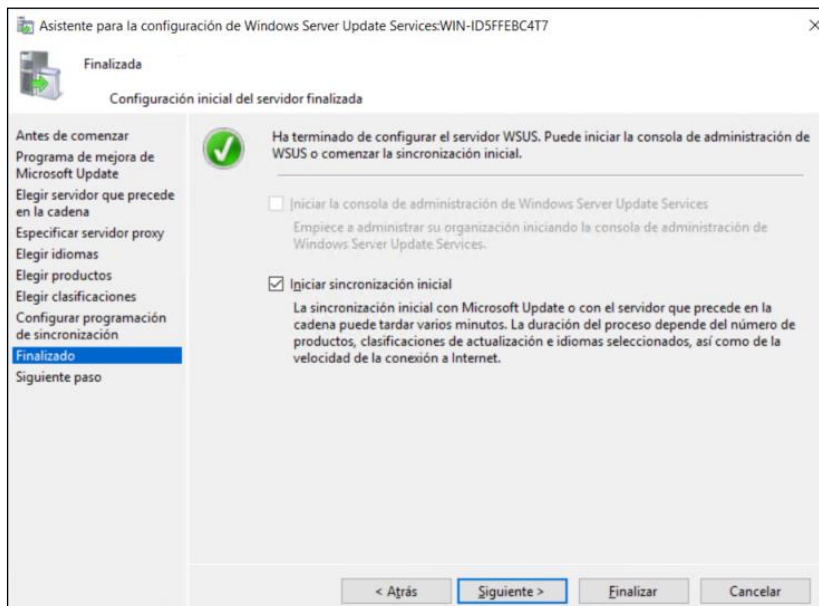 Asistente para la configuración de Windows Server Update Services:WIN-ID5FFEBC4T7
Finalizada
Configuración inicial del servidor finalizada
Antes de comenzar
Programa de mejora de
Microsoft Update
Elegir servidor que precede
en la cadena
Especificar servidor proxy
Elegir idiomas
Elegir productos
Elegir clasificaciones
Configurar programación
de sincronización
Finalizado
Siguiente paso
Ha terminado de configurar el servidor WSUS. Puede iniciar la consola de administración de
WSUS o comenzar la sincronización inicial.
Iniciar la consola de administración de Windows Server Update Services
Empiece a administrar su organización iniciando la consola de administración de
Windows Server Update Services.
Iniciar sincronización inicial
La sincronización inicial con Microsoft Update o con el servidor que precede en la
cadena puede tardar varios minutos. La duración del proceso depende del número de
productos, clasificaciones de actualización e idiomas seleccionados, así como de la
velocidad de la conexión a Internet.
< Atrás
Siguiente >
Finalizar
Cancelar